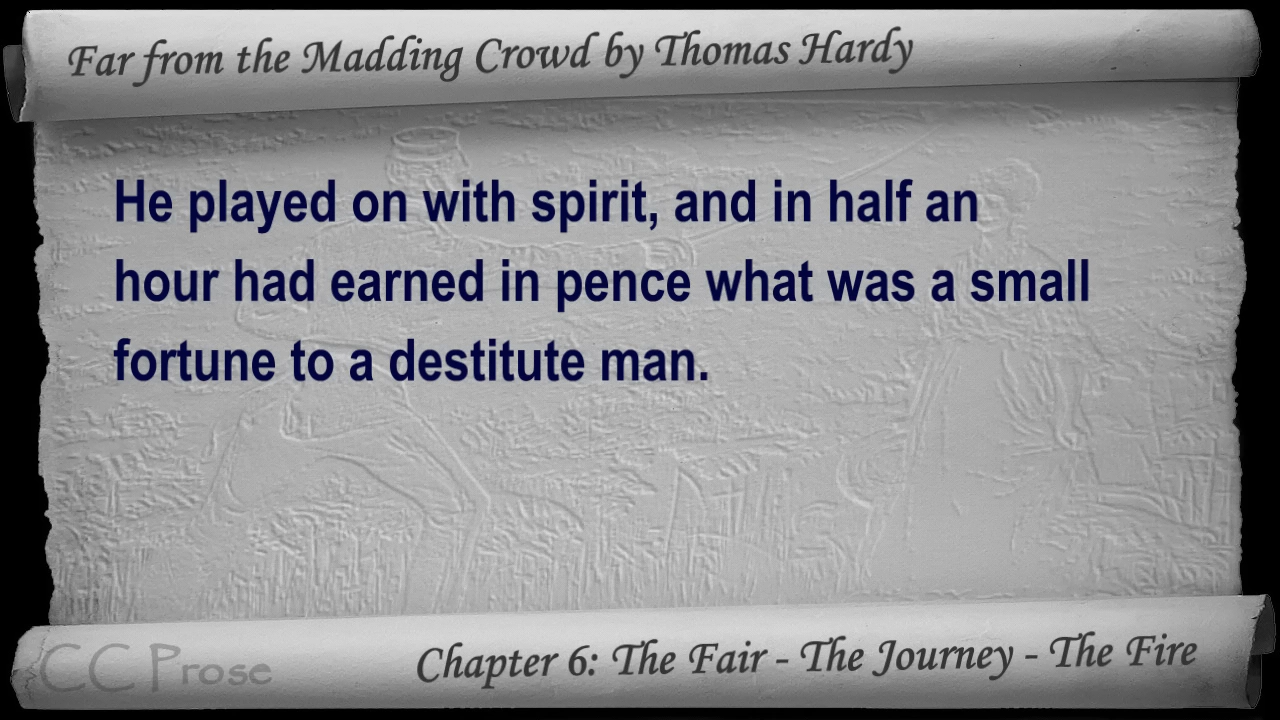 Far from the Madding Crowd by Thomas Hardy
He played on with spirit, and in half an
hour had earned in pence what was a small
fortune to a destitute man.
CC Prose
Chapter 6: The Fair - The Journey - The Fire